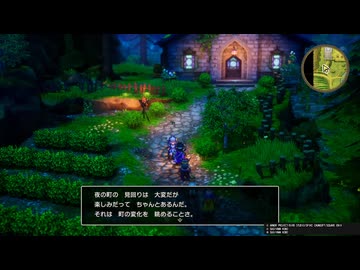 夜の町の 見回りは 大変だが
楽しみだって ちゃんとあるんだ。
それは 町の変化を 眺めることさ。